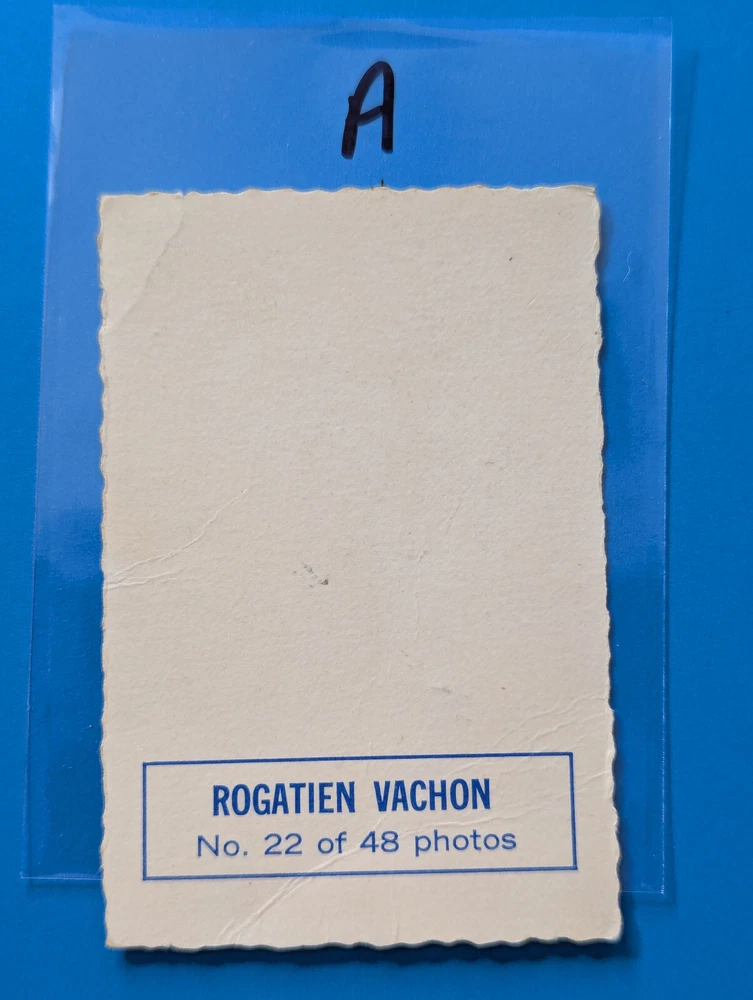 A
ROGATIEN VACHON
No. 22 of 48 photos